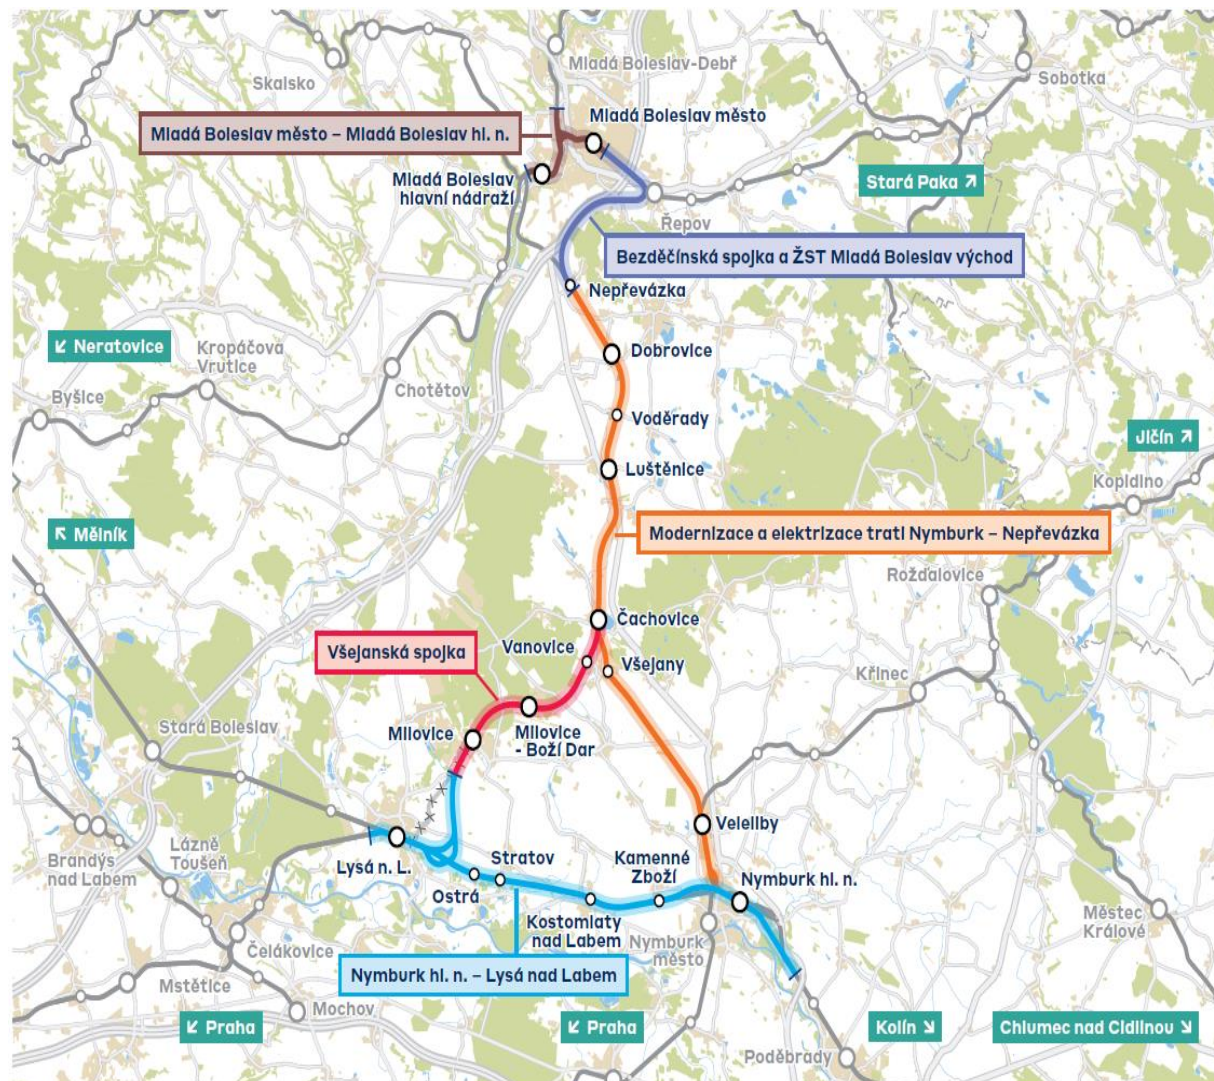 Mladá Boleslav-Debř
Skalsko
Sobotka
Mladá Boleslav město
Mladá Boleslav město – Mladá Boleslav hl. n.
Mladá Boleslav
hlavní nádraží
Stará Paka ↗
Řepov
Bezděčínská spojka a ŽST Mladá Boleslav východ
Nepřevázka
↙ Neratovice
Kropáčova
Vrutice
Dobrovice
Chotětov
Byšice
Voděrady
Jičín ↗
Luštěnice
Kopidlno
↖ Mělník
Modernizace a elektrizace trati Nymburk – Nepřevázka
Rožďalovice
Čachovice
Všejanská spojka
Vanovice
Všejany
Křinec
Stará Boleslav
Milovice
Milovice
- Boží Dar
Veleliby
Lázně
Toušeň
Brandýs
nad Labem
Lysá n. L.
Stratov
Kamenné
Zboží
Nymburk hl. n.
Ostrá
Kostomlaty
nad Labem
Nymburk
město
Městec
Králové
Čelákovice
Nymburk hl. n. – Lysá nad Labem
Mstětice
Mochov
↙ Praha
↙ Praha
Kolín ↘
Chlumec nad Cidlinou ↘
Poděbrady